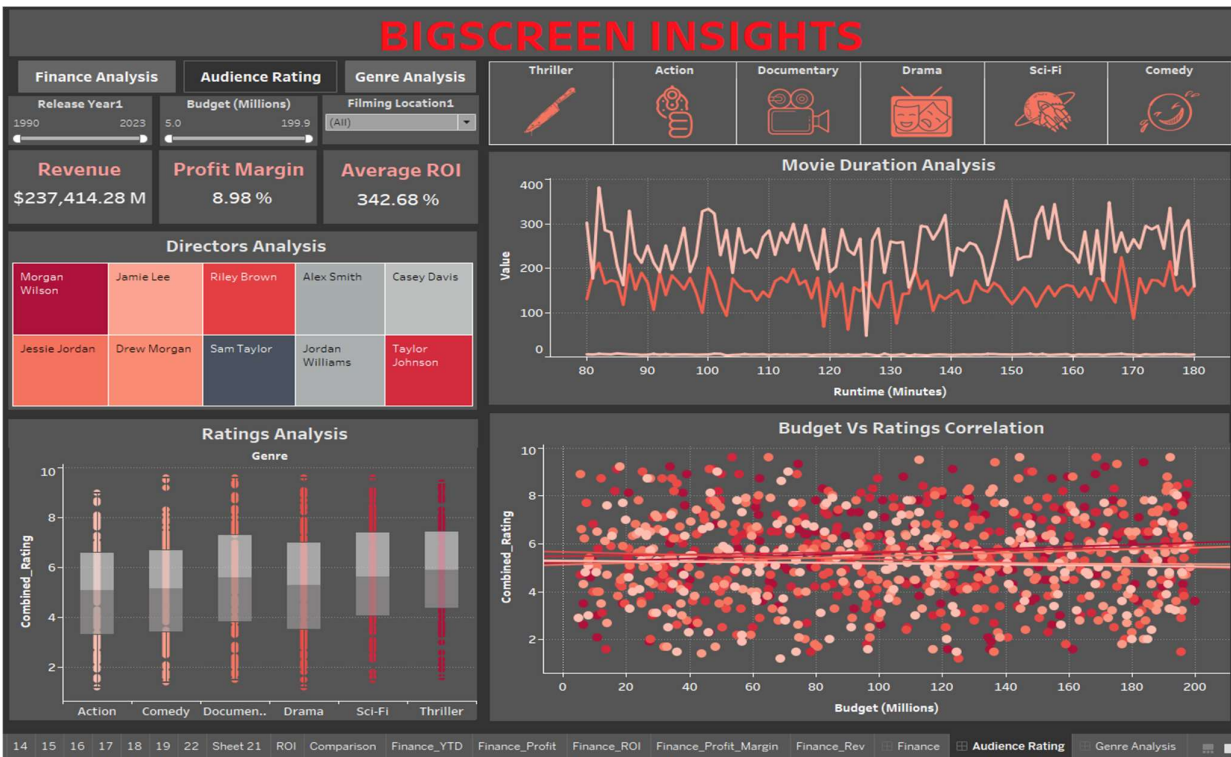 BIGSCREEN INSIGHTS
Finance Analysis
Audience Rating
Genre Analysis
Release Year1
1990 2023
Budget (Millions)
5.0 199.9
Filming Location1
(All)
Thriller
Action
Documentary
Drama
Sci-Fi
Comedy
Revenue
$237,414.28 M
Profit Margin
8.98 %
Average ROI
342.68 %
Directors Analysis
Morgan
Wilson
Jamie Lee
Riley Brown
Alex Smith
Casey Davis
Jessie Jordan
Drew Morgan
Sam Taylor
Jordan
Williams
Taylor
Johnson
Movie Duration Analysis
400
300
200
100
0
Value
80 90 100 110 120 130 140 150 160 170 180
Runtime (Minutes)
Ratings Analysis
Genre
10
8
6
4
2
Combined_Rating
Action Comedy Documen.. Drama Sci-Fi Thriller
Budget Vs Ratings Correlation
10
8
6
4
2
Combined_Rating
0 20 40 60 80 100 120 140 160 180 200
Budget (Millions)
14 15 16 17 18 19 22 Sheet 21 ROI Comparison Finance_YTD Finance_Profit Finance_ROI Finance_Profit_Margin Finance_Rev Finance Audience Rating Genre Analysis